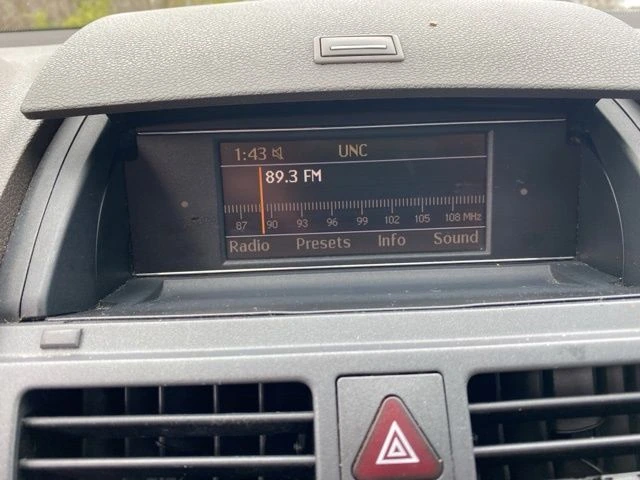 1:43 UNC
89.3 FM
87 90 93 96 99 102 105 108 MHz
Radio Presets Info Sound